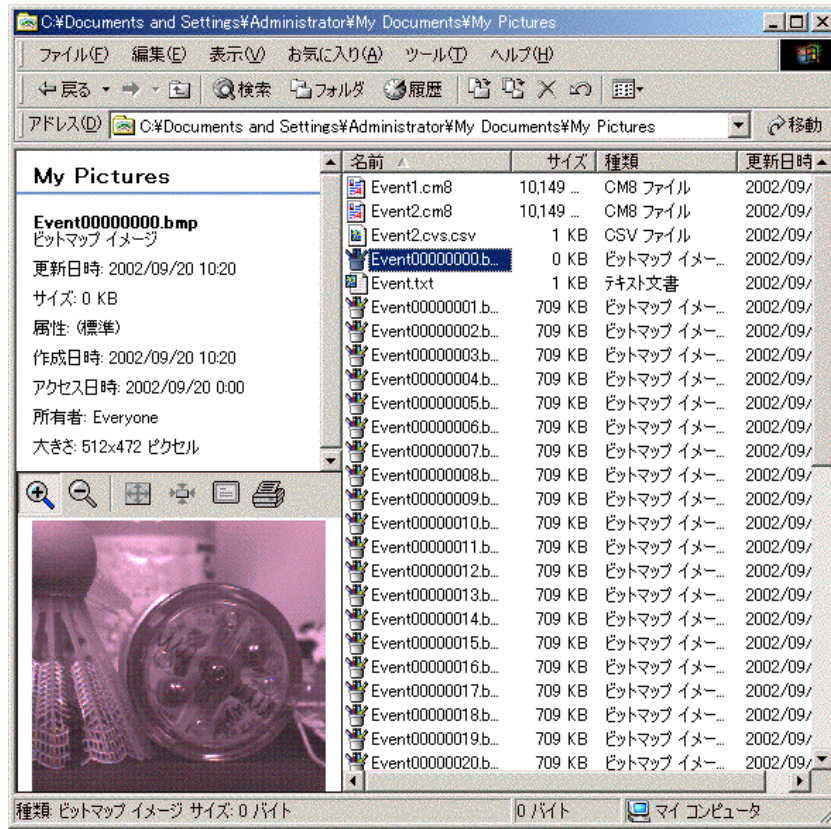 C:¥Documents and Settings¥Administrator¥My Documents¥My Pictures
ファイル(F) 編集(E) 表示(V) お気に入り(A) ツール(T) ヘルプ(H)
戻る 検索 フォルダ 履歴
アドレス(D) C:¥Documents and Settings¥Administrator¥My Documents¥My Pictures 移動
My Pictures
Event00000000.bmp
ビットマップ イメージ
更新日時: 2002/09/20 10:20
サイズ: 0 KB
属性: (標準)
作成日時: 2002/09/20 10:20
アクセス日時: 2002/09/20 0:00
所有者: Everyone
大きさ: 512x472 ピクセル
名前 サイズ 種類 更新日時
Event1.cm8 10,149 ... CM8 ファイル 2002/09/
Event2.cm8 10,149 ... CM8 ファイル 2002/09/
Event2.cvs.csv 1 KB CSV ファイル 2002/09/
Event00000000.b... 0 KB ビットマップ イメー... 2002/09/
Event.txt 1 KB テキスト文書 2002/09/
Event00000001.b... 709 KB ビットマップ イメー... 2002/09/
Event00000002.b... 709 KB ビットマップ イメー... 2002/09/
Event00000003.b... 709 KB ビットマップ イメー... 2002/09/
Event00000004.b... 709 KB ビットマップ イメー... 2002/09/
Event00000005.b... 709 KB ビットマップ イメー... 2002/09/
Event00000006.b... 709 KB ビットマップ イメー... 2002/09/
Event00000007.b... 709 KB ビットマップ イメー... 2002/09/
Event00000008.b... 709 KB ビットマップ イメー... 2002/09/
Event00000009.b... 709 KB ビットマップ イメー... 2002/09/
Event00000010.b... 709 KB ビットマップ イメー... 2002/09/
Event00000011.b... 709 KB ビットマップ イメー... 2002/09/
Event00000012.b... 709 KB ビットマップ イメー... 2002/09/
Event00000013.b... 709 KB ビットマップ イメー... 2002/09/
Event00000014.b... 709 KB ビットマップ イメー... 2002/09/
Event00000015.b... 709 KB ビットマップ イメー... 2002/09/
Event00000016.b... 709 KB ビットマップ イメー... 2002/09/
Event00000017.b... 709 KB ビットマップ イメー... 2002/09/
Event00000018.b... 709 KB ビットマップ イメー... 2002/09/
Event00000019.b... 709 KB ビットマップ イメー... 2002/09/
Event00000020.b... 709 KB ビットマップ イメー... 2002/09/
種類: ビットマップ イメージ サイズ: 0 バイト 0 バイト マイ コンピュータ